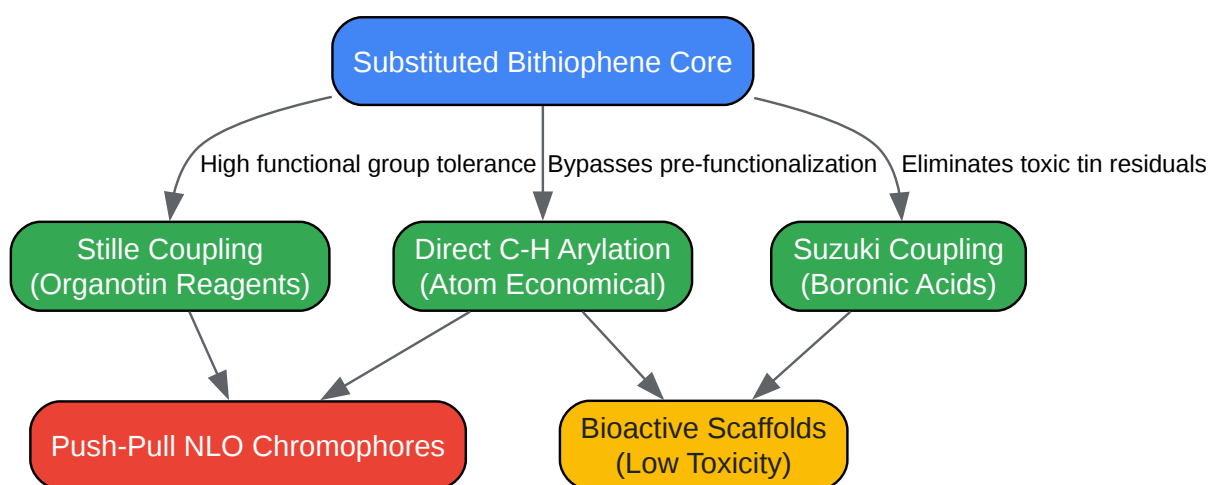 Substituted Bithiophene Core
High functional group tolerance
Bypasses pre-functionalization
Eliminates toxic tin residuals
Stille Coupling
(Organotin Reagents)
Direct C-H Arylation
(Atom Economical)
Suzuki Coupling
(Boronic Acids)
Push-Pull NLO Chromophores
Bioactive Scaffolds
(Low Toxicity)